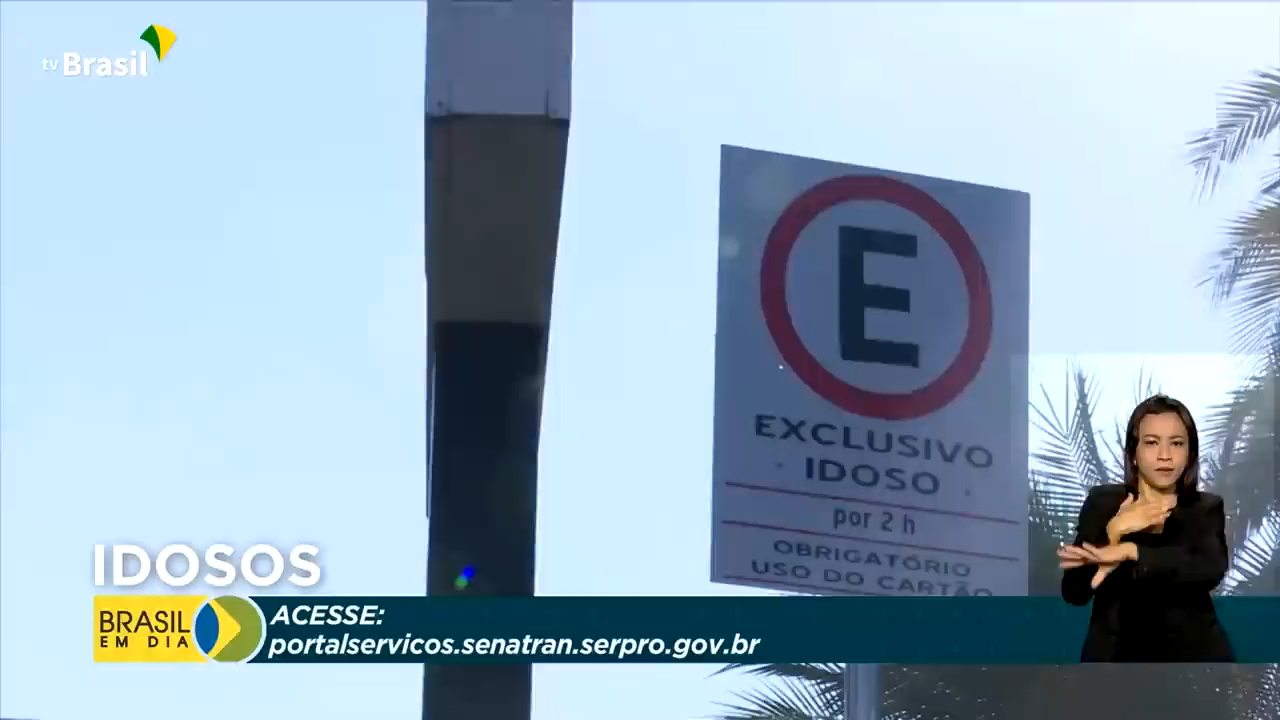 tv Brasil
E
EXCLUSIVO
IDOSO
por 2 h
OBRIGATÓRIO
USO DO CARTÃO
IDOSOS
BRASIL
EM DIA
ACESSE:
portalservicos.senatran.serpro.gov.br